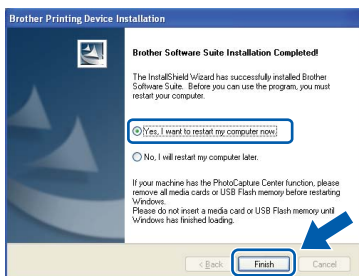 Brother Printing Device Installation
Brother Software Suite Installation Completed!
The InstallShield Wizard has successfully installed Brother
Software Suite. Before you can use the program, you must
restart your computer.
Yes, I want to restart my computer now.
No, I will restart my computer later.
If your machine has the PhotoCapture Center function, please
remove all media cards or USB Flash memory before restarting
Windows.
Please do not insert a media card or USB Flash memory until
Windows has finished loading.
< Back
Finish
Cancel